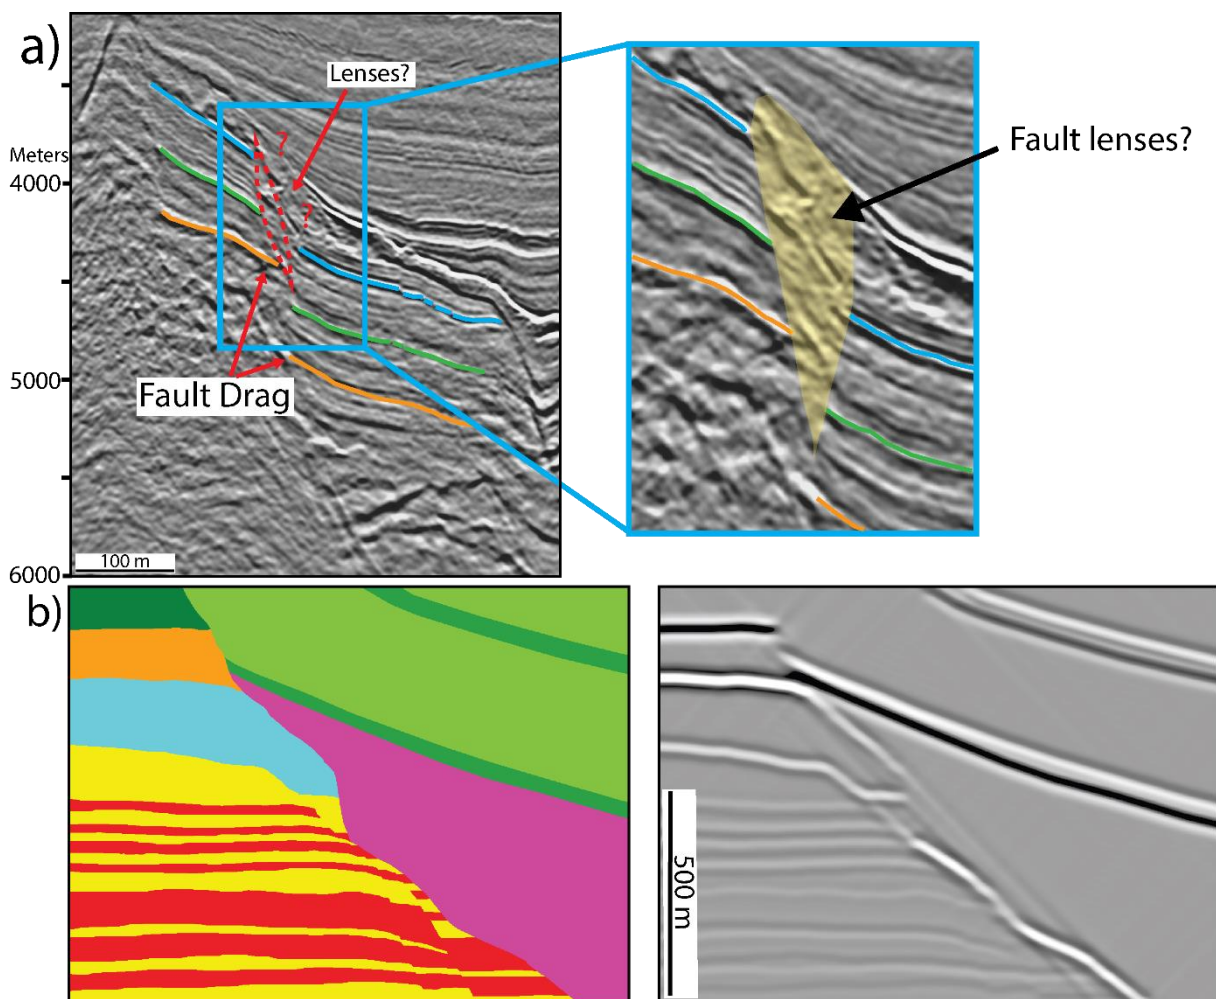 a)
Lenses?
?
Fault lenses?
Meters
4000
?
Fault Drag
5000
100 m
6000
b)
500 m